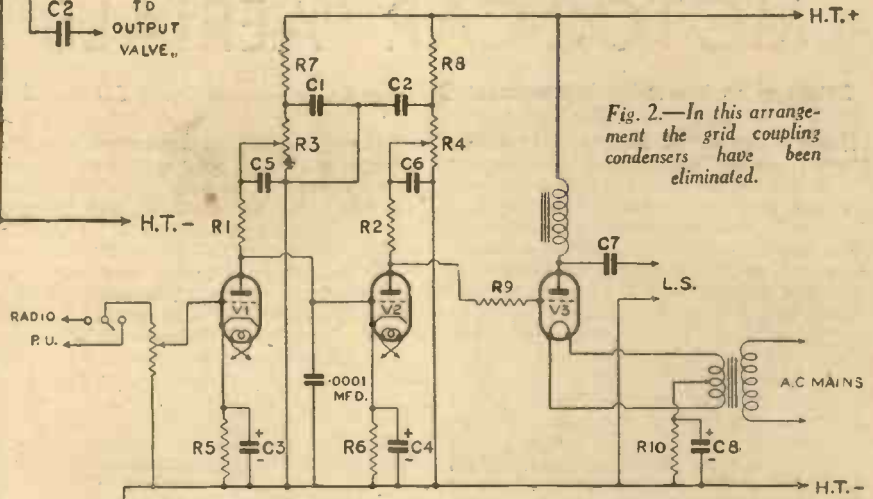 C2
TO
OUTPUT
VALVE,,
H.T.+
R7
R8
C1
C2
R3
R4
C5
C6
Fig. 2.—In this arrange-
ment the grid coupling
condensers have been
eliminated.
H.T.-
R1
R2
C7
L.S.
R9
V1
V2
V3
RADIO
P.U.
.0001
MFD.
A.C MAINS
R5
C3
R6
C4
R10
C8
+
-
+
-
+
-
H.T.-